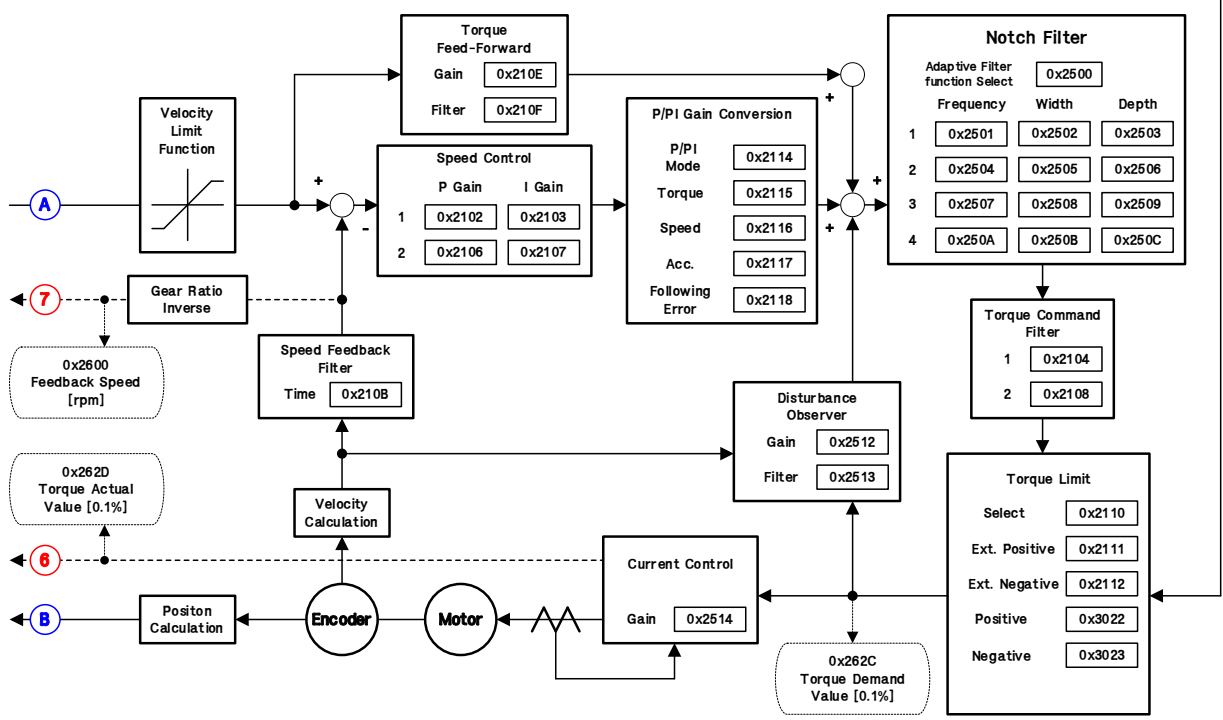 Torque
Feed-Forward
Gain 0x210E
Filter 0x210F
+
Notch Filter
Adaptive Filter
function Select 0x2500
Frequency Width Depth
1 0x2501 0x2502 0x2503
2 0x2504 0x2505 0x2506
3 0x2507 0x2508 0x2509
4 0x250A 0x250B 0x250C
Velocity
Limit
Function
A
+
-
Speed Control
P Gain I Gain
1 0x2102 0x2103
2 0x2106 0x2107
P/PI Gain Conversion
P/PI
Mode 0x2114
Torque 0x2115
Speed 0x2116
Acc. 0x2117
Following
Error 0x2118
+
+
7
Gear Ratio
Inverse
0x2600
Feedback Speed
[rpm]
Speed Feedback
Filter
Time 0x210B
Torque Command
Filter
1 0x2104
2 0x2108
Disturbance
Observer
Gain 0x2512
Filter 0x2513
0x262D
Torque Actual
Value [0.1%]
Velocity
Calculation
Torque Limit
Select 0x2110
Ext. Positive 0x2111
Ext. Negative 0x2112
Positive 0x3022
Negative 0x3023
6
Current Control
Gain 0x2514
B
Positon
Calculation
Encoder
Motor
0x262C
Torque Demand
Value [0.1%]